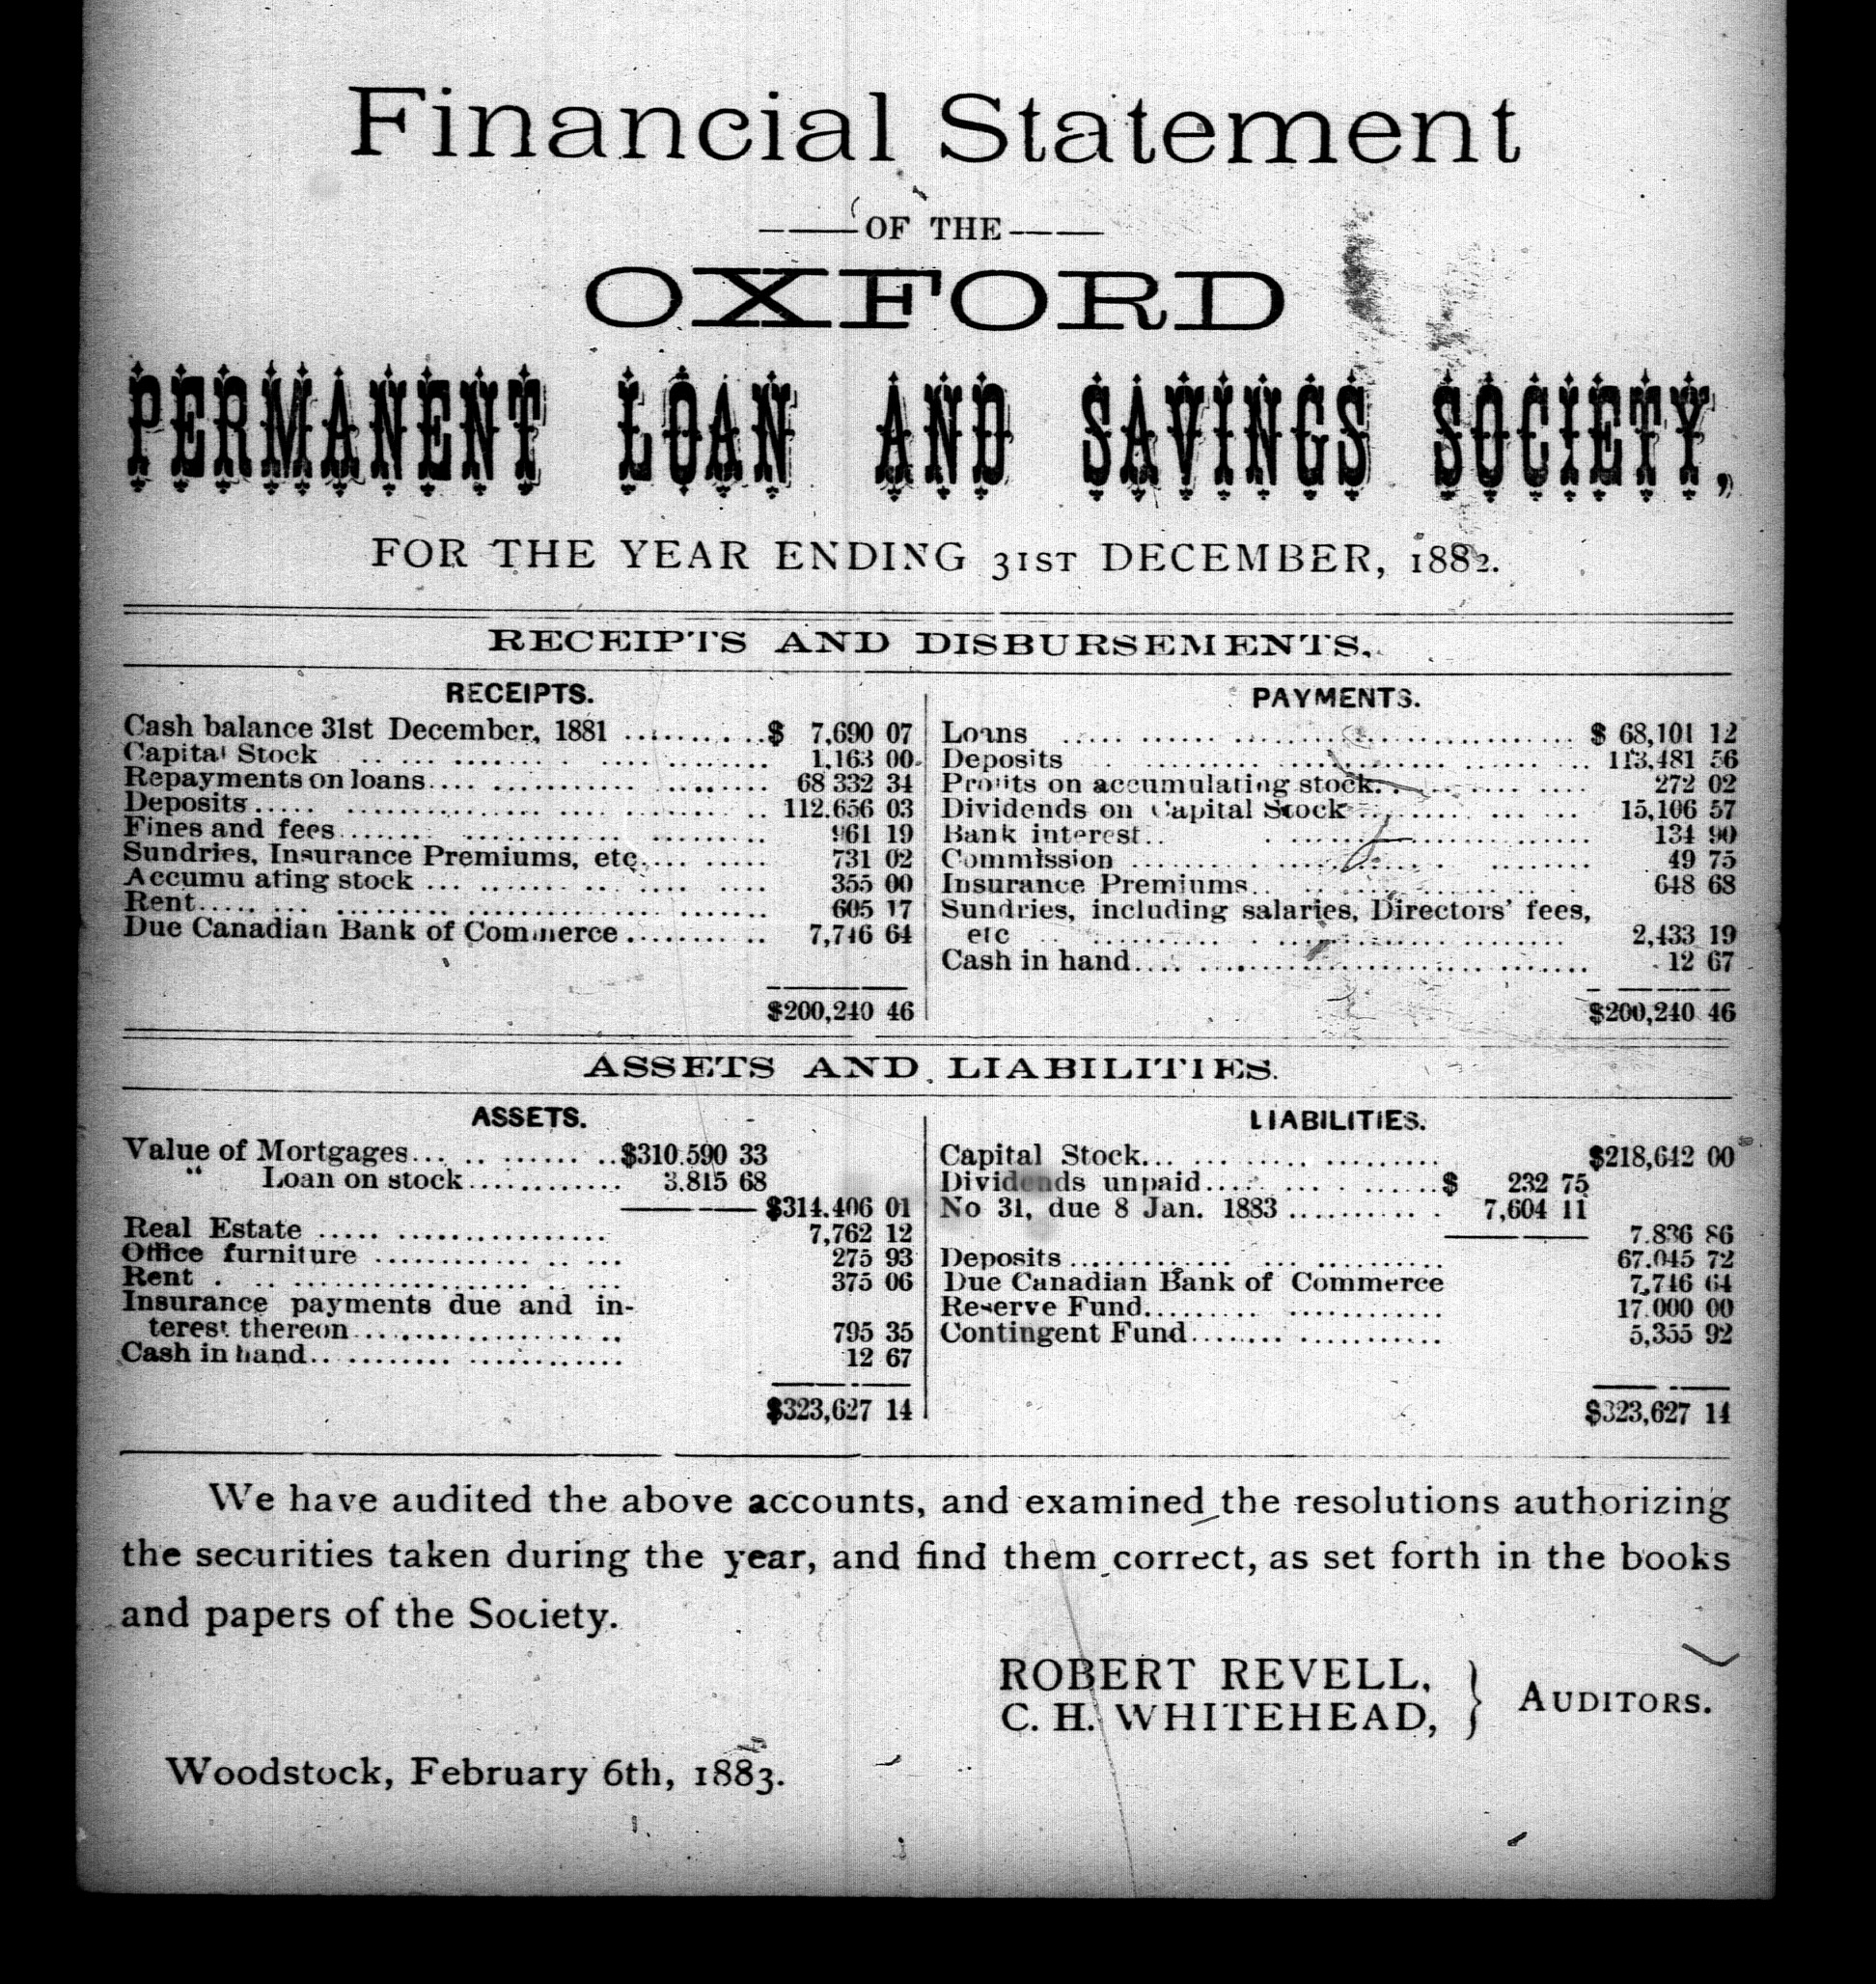 Financial Statement
OF THE
OXFORD
PERMANENT LOAN AND SAVINGS SOCIETY,
FOR THE YEAR ENDING 31ST DECEMBER, 1882.
RECEIPTS AND DISBURSEMENTS.
RECEIPTS.
Cash balance 31st December, 1881 .......... $ 7,690 07
Capital Stock .......... 1,163 00
Repayments on loans .......... 68 332 34
Deposits .......... 112.656 03
Fines and fees .......... 961 19
Sundries, Insurance Premiums, etc. .......... 731 02
Accumu ating stock .......... 355 00
Rent .......... 605 17
Due Canadian Bank of Commerce .......... 7,746 64
$200,240 46
PAYMENTS.
Loans .......... $ 68,101 12
Deposits .......... 113,481 56
Profits on accumulating stock. .......... 272 02
Dividends on Capital Stock .......... 15,106 57
Bank interest .......... 134 90
Commission .......... 49 75
Insurance Premiums .......... 648 68
Sundries, including salaries, Directors' fees,
etc .......... 2,433 19
Cash in hand .......... 12 67
$200,240 46
ASSETS AND LIABILITIES.
ASSETS.
Value of Mortgages .......... $310.590 33
" Loan on stock .......... 3.815 68
$314.406 01
Real Estate .......... 7,762 12
Office furniture .......... 275 93
Rent .......... 375 06
Insurance payments due and in-
terest thereon .......... 795 35
Cash in hand .......... 12 67
$323,627 14
LIABILITIES.
Capital Stock .......... $218,642 00
Dividends unpaid .......... $ 232 75
No 31, due 8 Jan. 1883 .......... 7,604 11
7.836 86
Deposits .......... 67.045 72
Due Canadian Bank of Commerce 7,746 64
Reserve Fund .......... 17.000 00
Contingent Fund .......... 5,355 92
$323,627 14
We have audited the above accounts, and examined the resolutions authorizing
the securities taken during the year, and find them correct, as set forth in the books
and papers of the Society.
ROBERT REVELL,
C. H. WHITEHEAD, } AUDITORS.
Woodstock, February 6th, 1883.